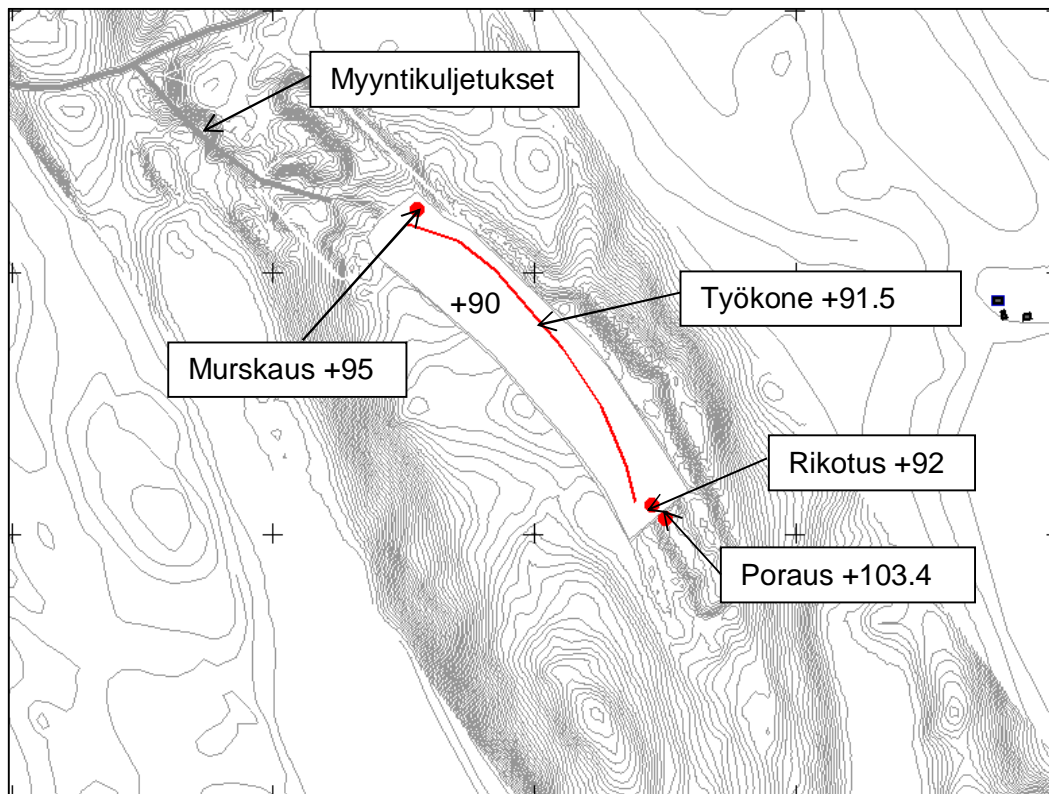 Myyntikuljetukset
+90
Työkone +91.5
Murskaus +95
Rikotus +92
Poraus +103.4